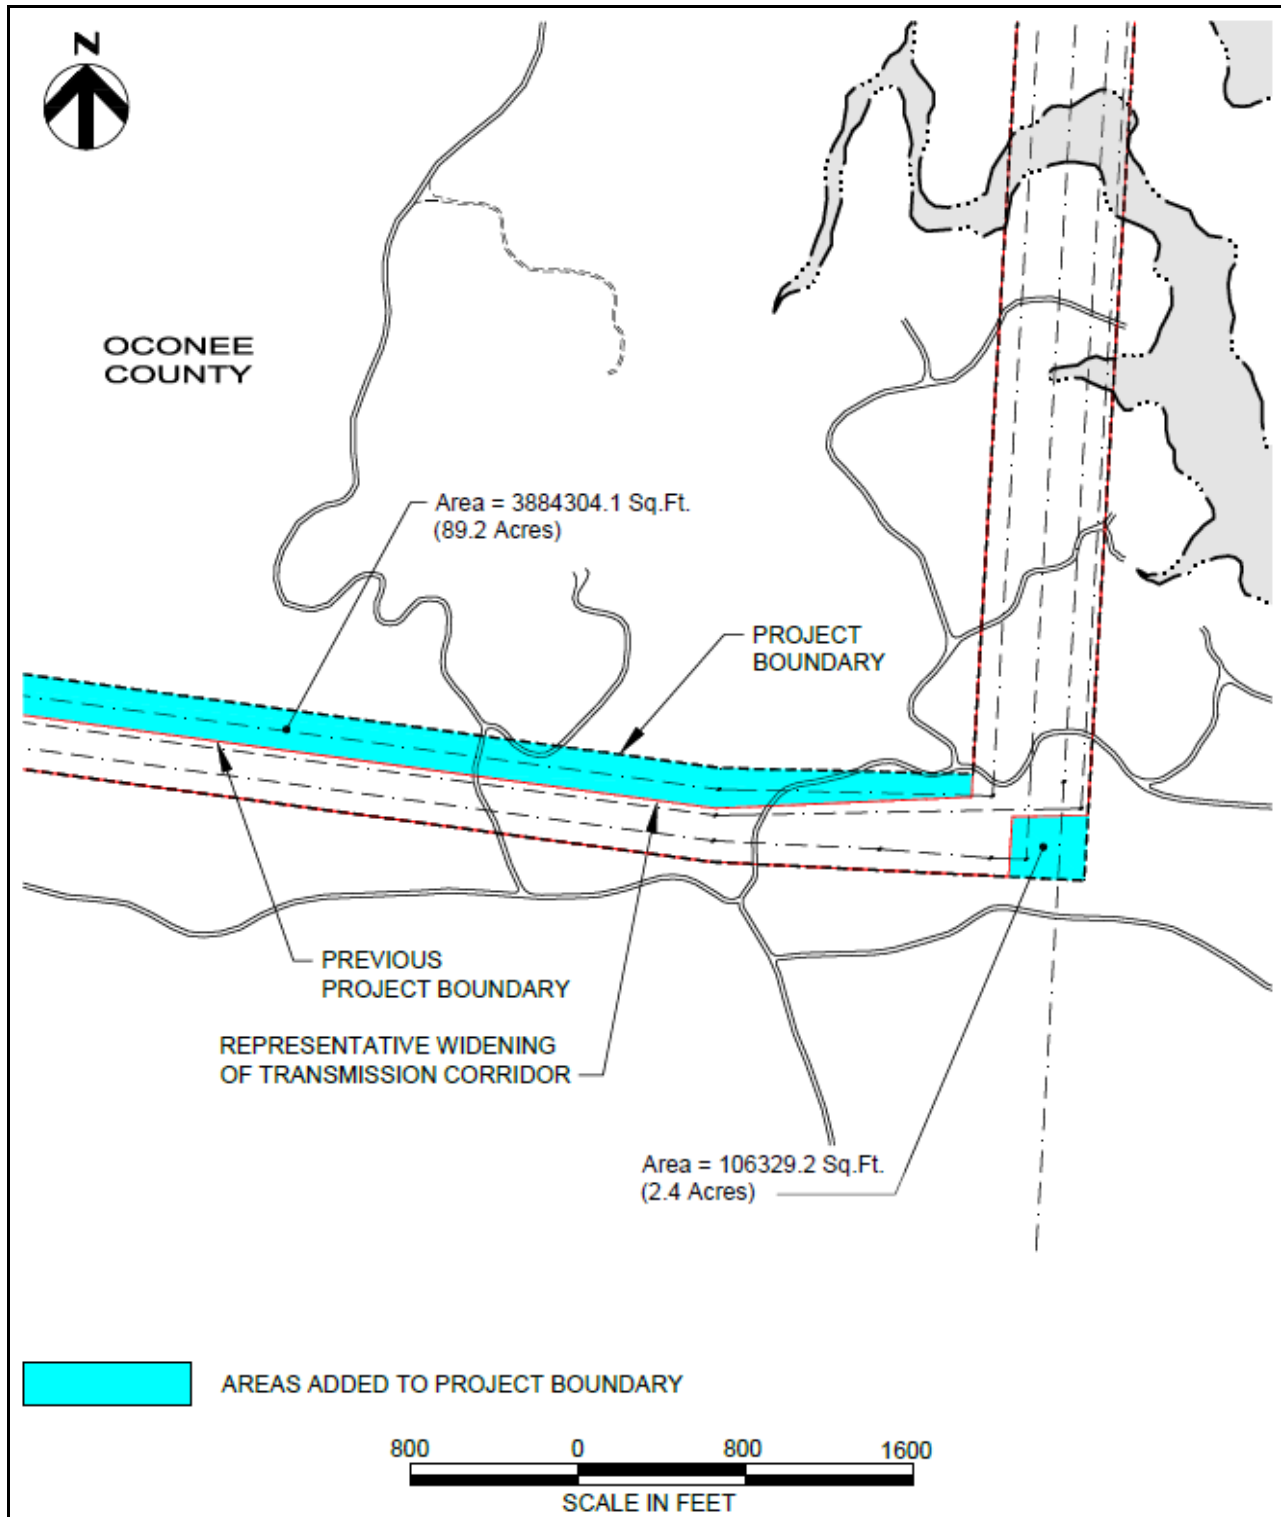 N
OCONEE
COUNTY
Area = 3884304.1 Sq.Ft.
(89.2 Acres)
PROJECT
BOUNDARY
PREVIOUS
PROJECT BOUNDARY
REPRESENTATIVE WIDENING
OF TRANSMISSION CORRIDOR
Area = 106329.2 Sq.Ft.
(2.4 Acres)
AREAS ADDED TO PROJECT BOUNDARY
800 0 800 1600
SCALE IN FEET